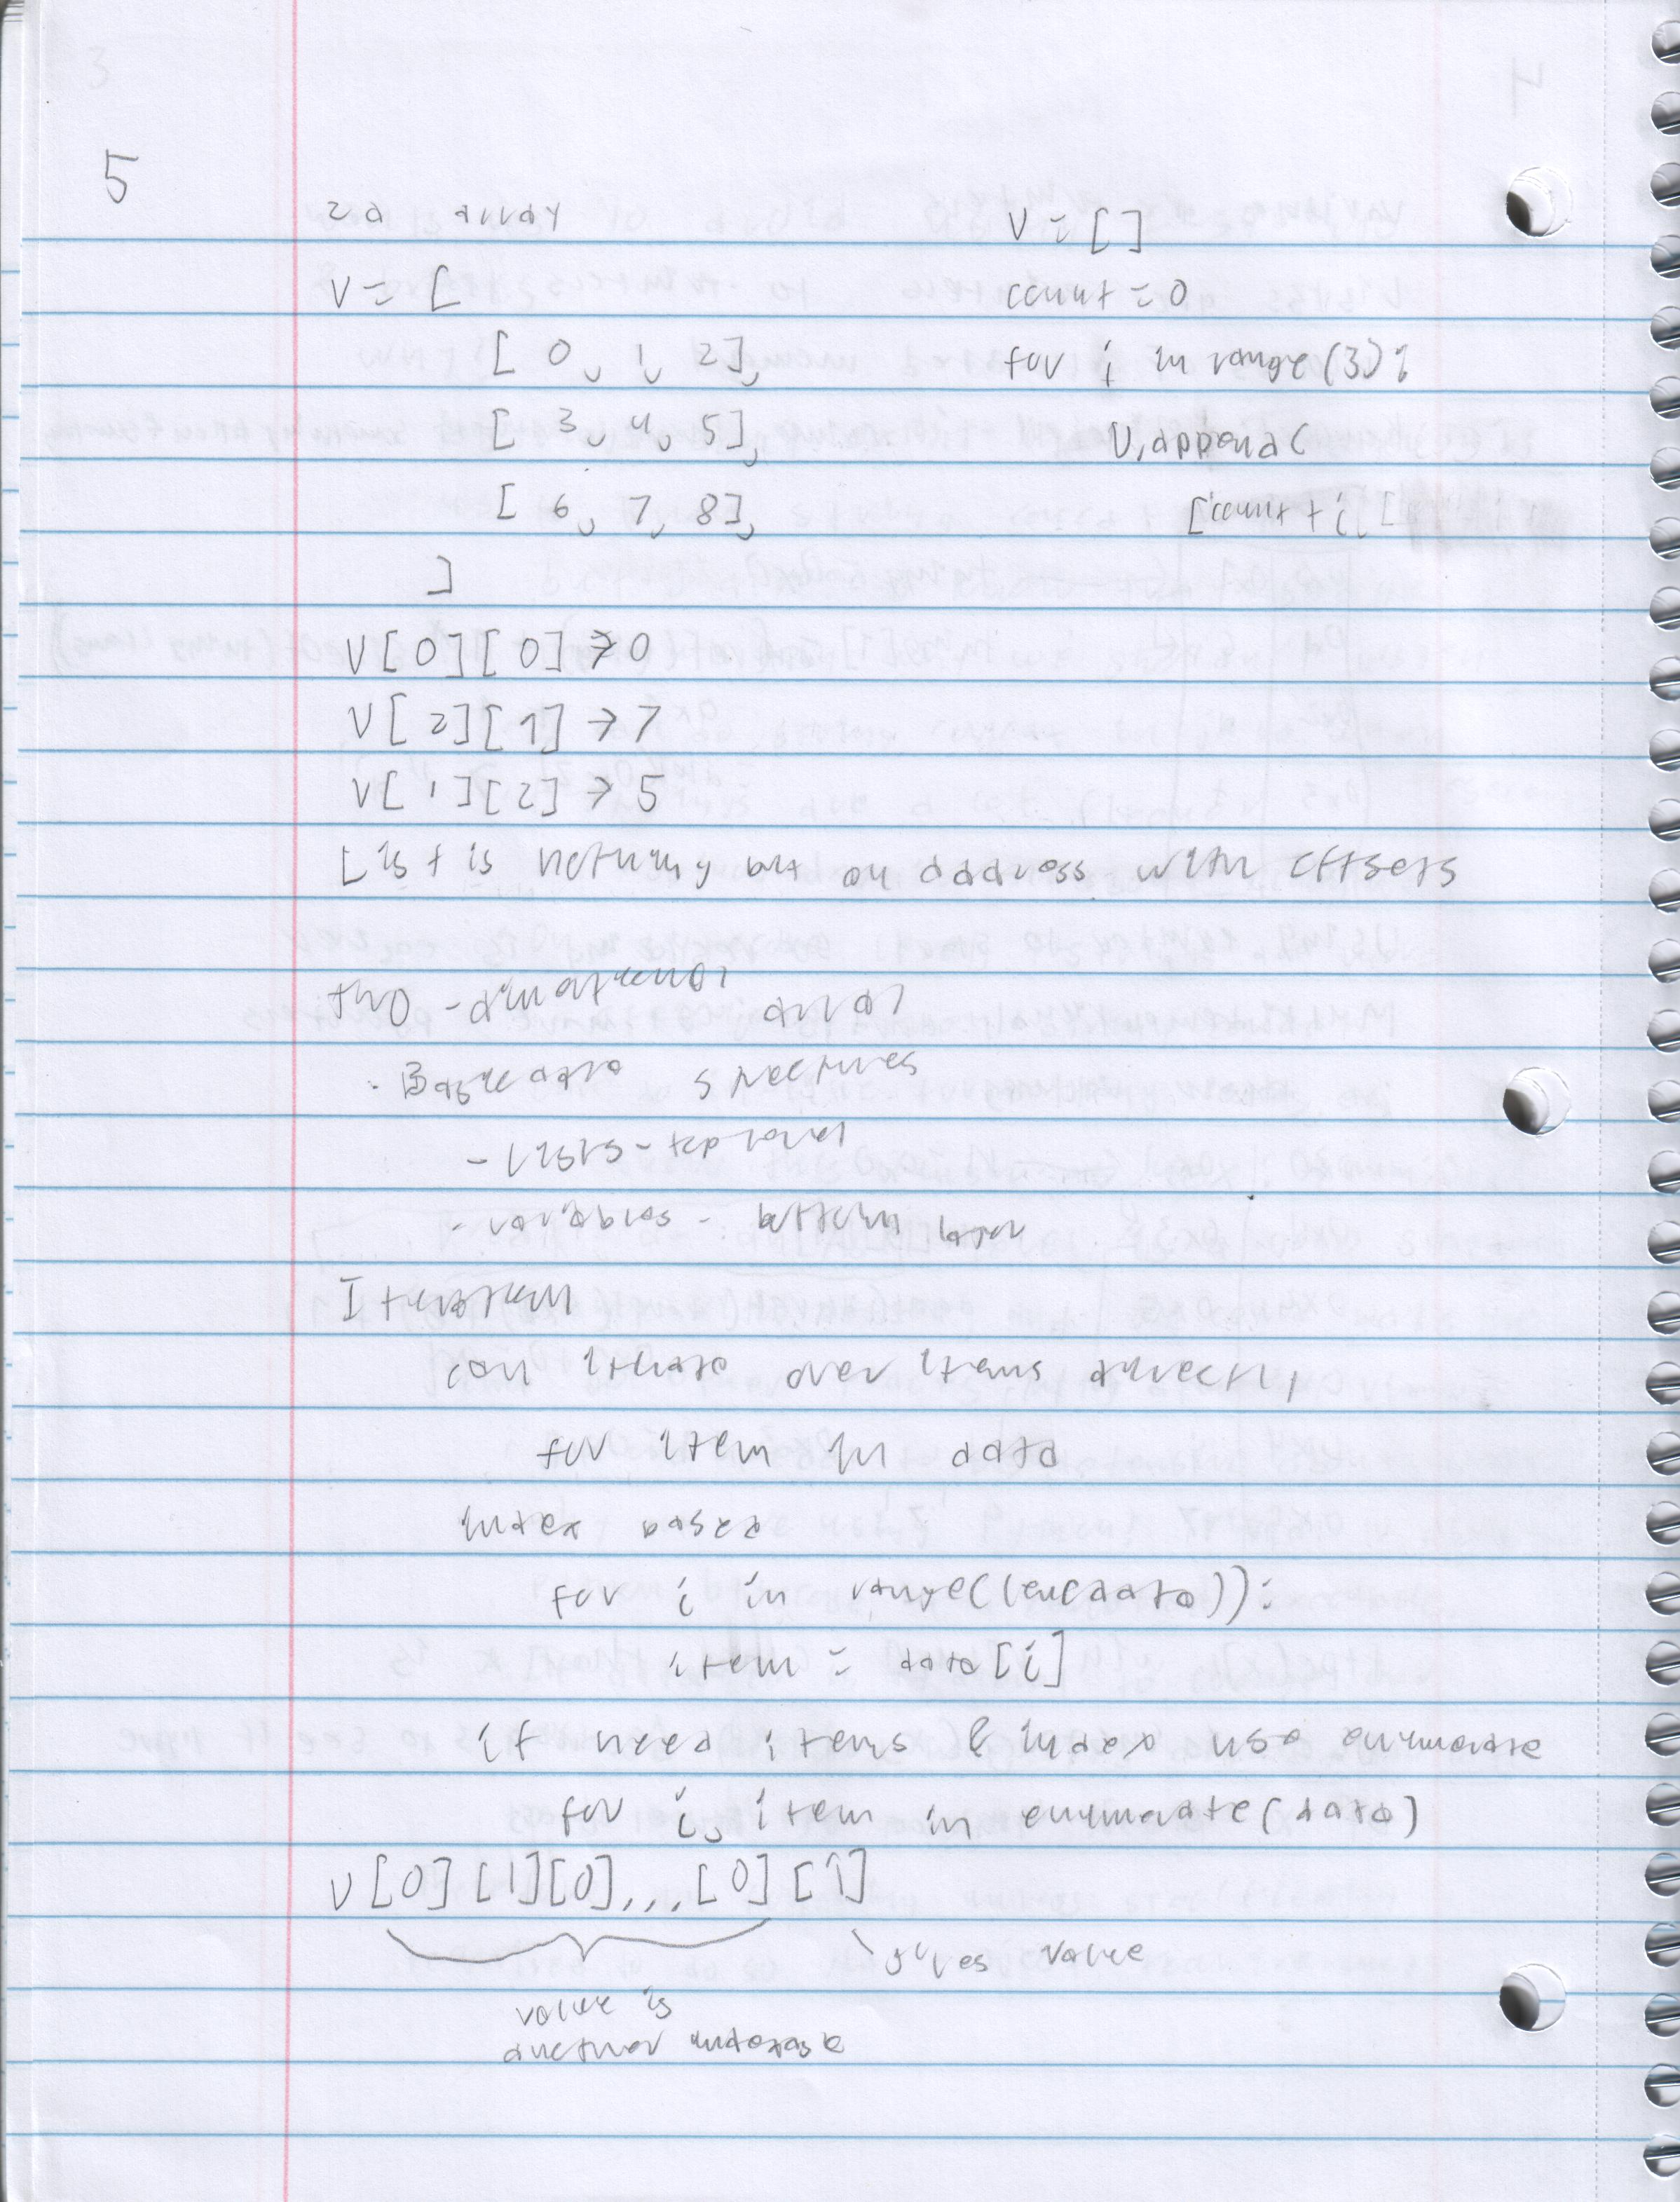 5
2d array
V = [
[ 0, 1, 2],
[ 3, 4, 5],
[ 6, 7, 8],
]
V[0][0] → 0
V[2][1] → 7
V[1][2] → 5
V = []
count = 0
for i in range(3):
V.append(
[count + i,
List is nothing but an address with offsets
two-dimensional array
· Basic data structures
- lists - top level
- variables - bottom layer
Iteration
can iterate over items directly
for item in data
index based
for i in range(len(data)):
item = data[i]
if need items & index use enumerate
for i, item in enumerate(data)
V[0][1][0],...[0][1]
gives value
value is
another indexable